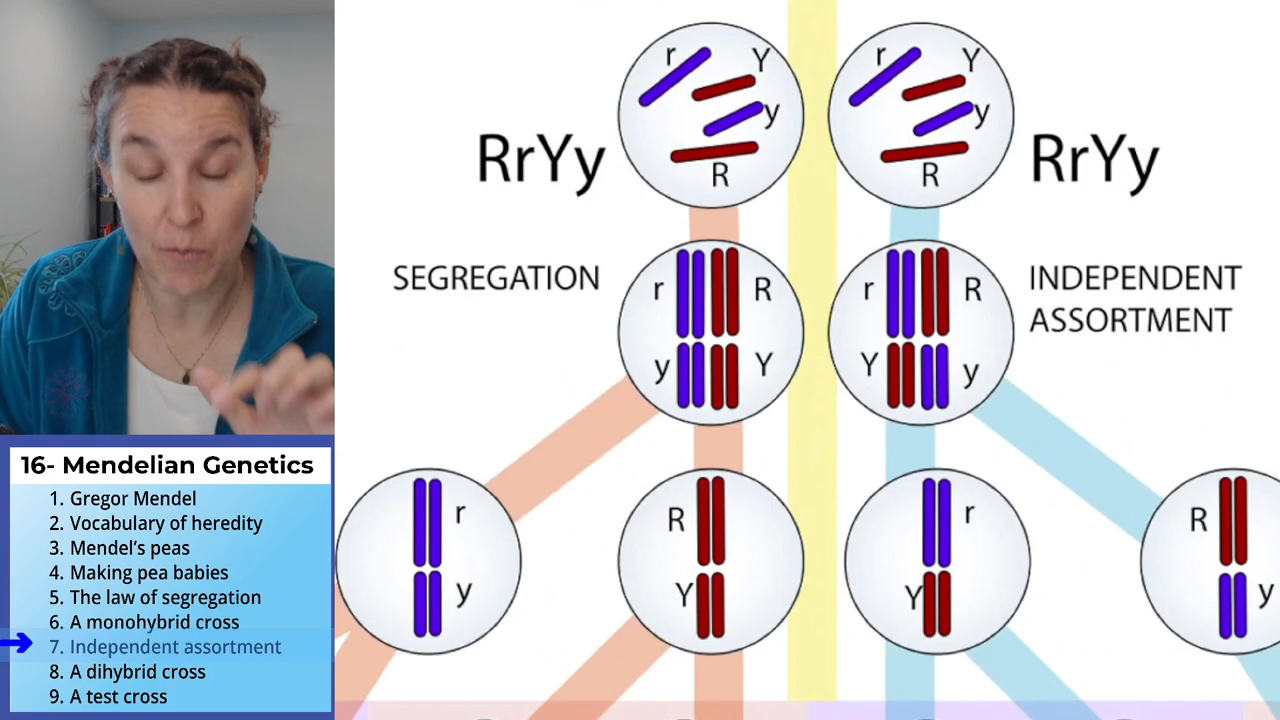 r Y
y
R
RrYy
r Y
y
R
RrYy
SEGREGATION
r R
y Y
r R
Y y
INDEPENDENT
ASSORTMENT
r
y
R
Y
r
Y
R
y
16- Mendelian Genetics
1. Gregor Mendel
2. Vocabulary of heredity
3. Mendel's peas
4. Making pea babies
5. The law of segregation
6. A monohybrid cross
7. Independent assortment
8. A dihybrid cross
9. A test cross